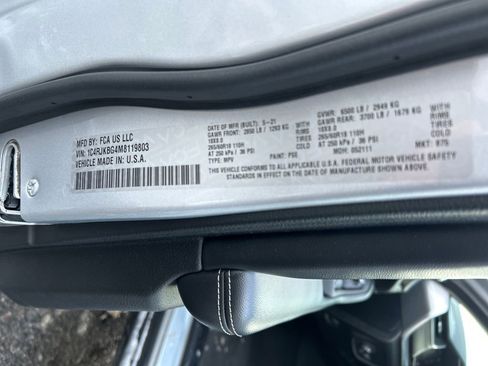 MFD BY: FCA US LLC
VIN: 1C4RJKBG4M8119803
VEHICLE MADE IN: U.S.A.
DATE OF MFR (BUILT): 5-21
GAWR FRONT: 2850 LB / 1293 KG
18X8.0
265/60R18 110H
AT 250 kPa / 36 PSI
TYPE: MPV PAINT: PSE
GVWR: 6500 LB / 2949 KG
GAWR REAR: 3700 LB / 1679 KG
WITH RIMS TIRES COLD
18X8.0
265/60R18 110H
AT 250 kPa / 36 PSI
WITH RIMS TIRES COLD
MDH: 052111
MKT: B75
THIS VEHICLE CONFORMS TO ALL APPLICABLE U.S.A. FEDERAL MOTOR VEHICLE SAFETY
STANDARDS IN EFFECT ON THE DATE OF MANUFACTURE SHOWN ABOVE.